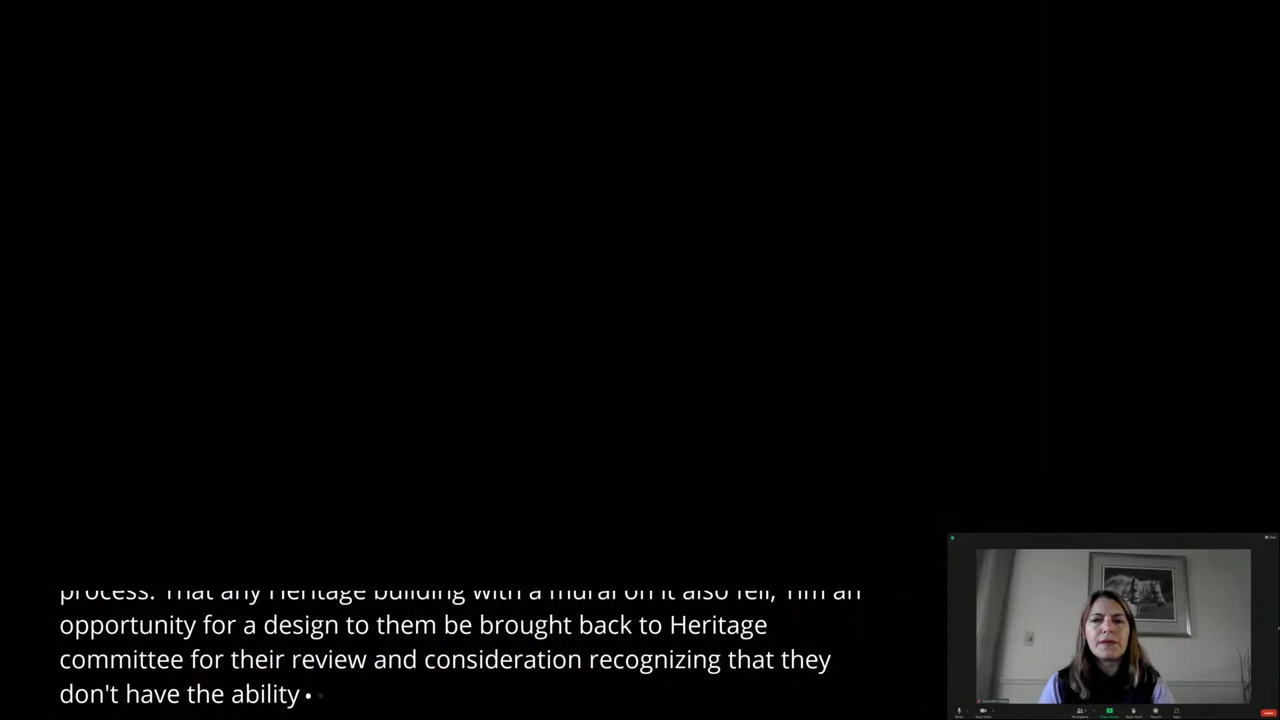 process. That any Heritage building with a mural on it also fell, Tim an
opportunity for a design to them be brought back to Heritage
committee for their review and consideration recognizing that they
don't have the ability